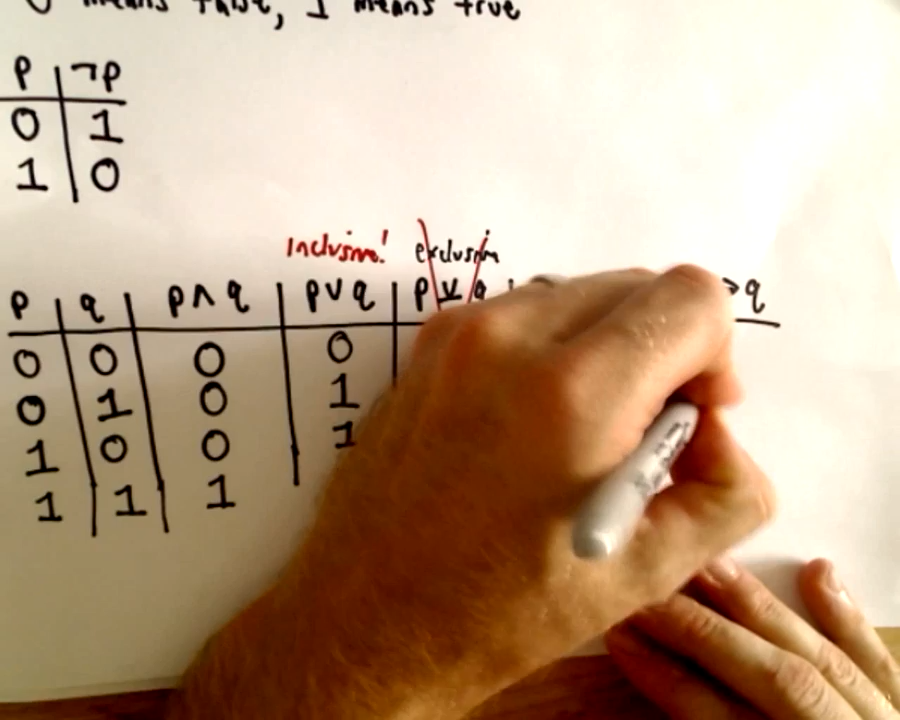 0 means false, 1 means true
p ¬p
0 1
1 0
Inclusive! exclusive
p q p ∧ q p ∨ q p ⊻ q → q
0 0 0 0
0 1 0 1
1 0 0 1
1 1 1